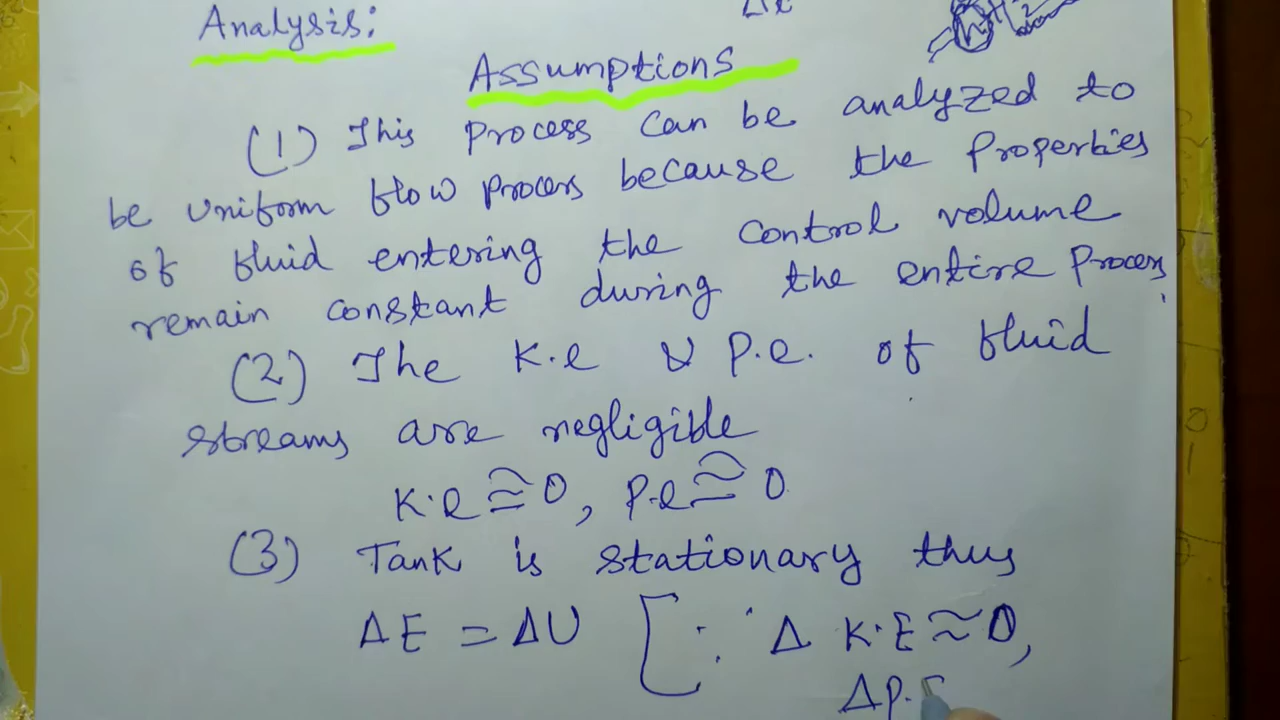 Analysis:
Assumptions
(1) This process can be analyzed to
be uniform flow process because the properties
of fluid entering the control volume
remain constant during the entire process,
(2) The K.e & P.e. of fluid
streams are negligible
K.e ≅ 0, P.e ≅ 0
(3) Tank is stationary thus
ΔE = ΔU [∵ Δ K.E ≈ 0,
ΔP.